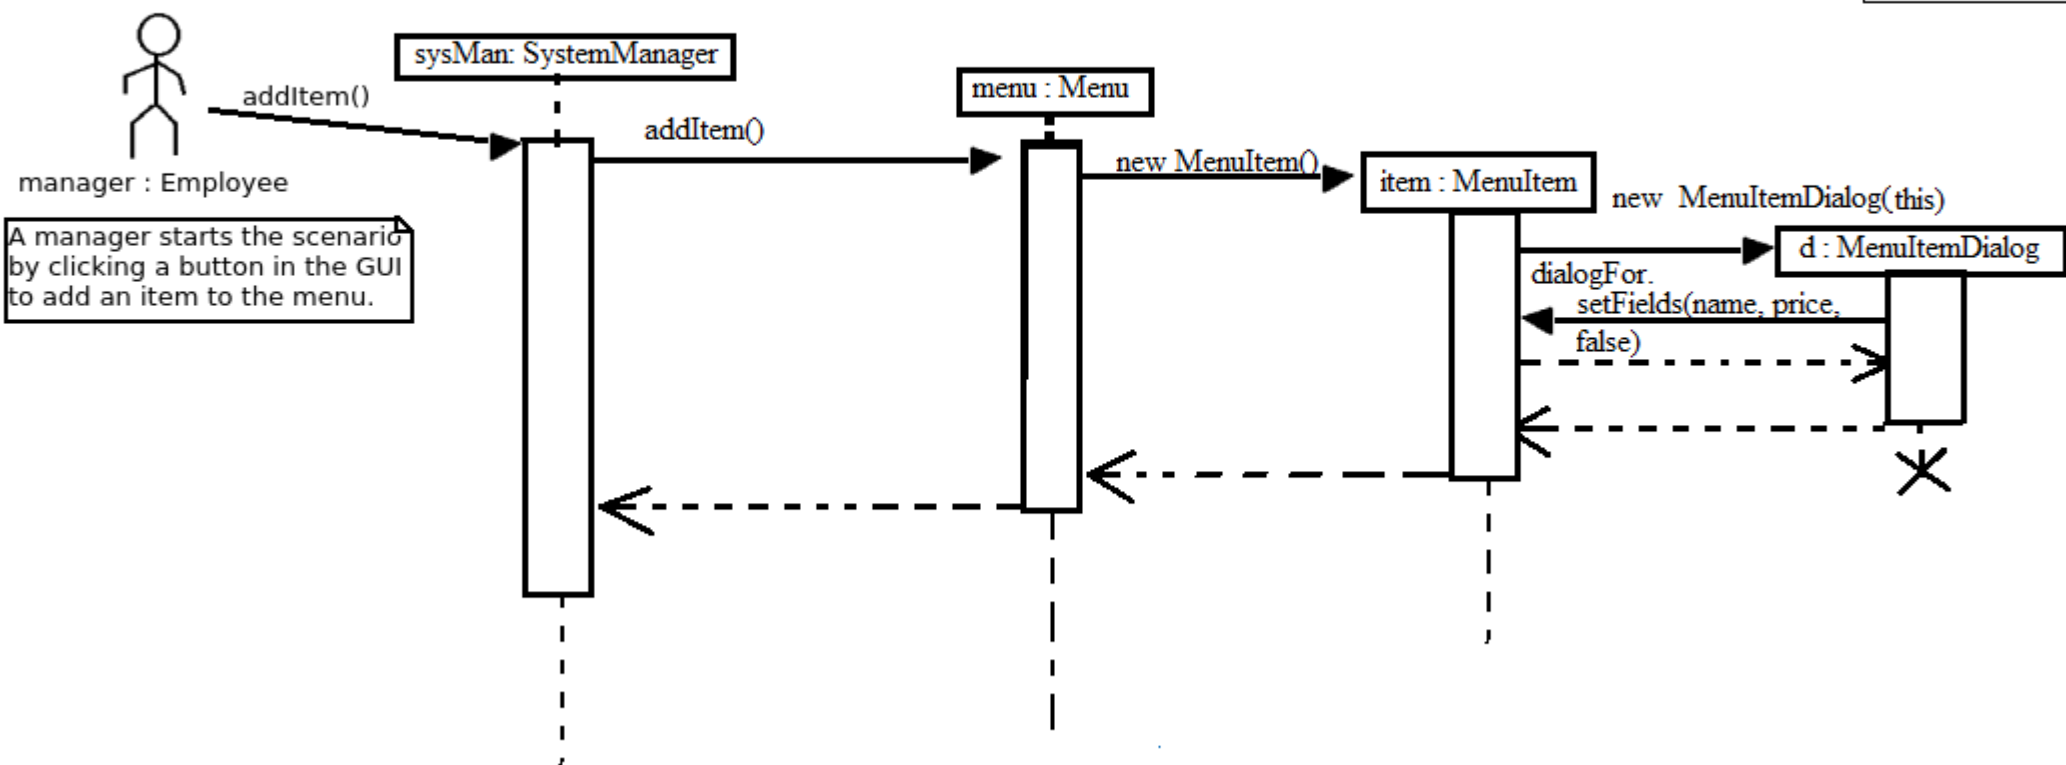 sysMan: SystemManager
addItem()
menu : Menu
addItem()
new MenuItem()
item : MenuItem
new MenuItemDialog(this)
manager : Employee
A manager starts the scenario
by clicking a button in the GUI
to add an item to the menu.
d : MenuItemDialog
dialogFor.
setFields(name, price,
false)